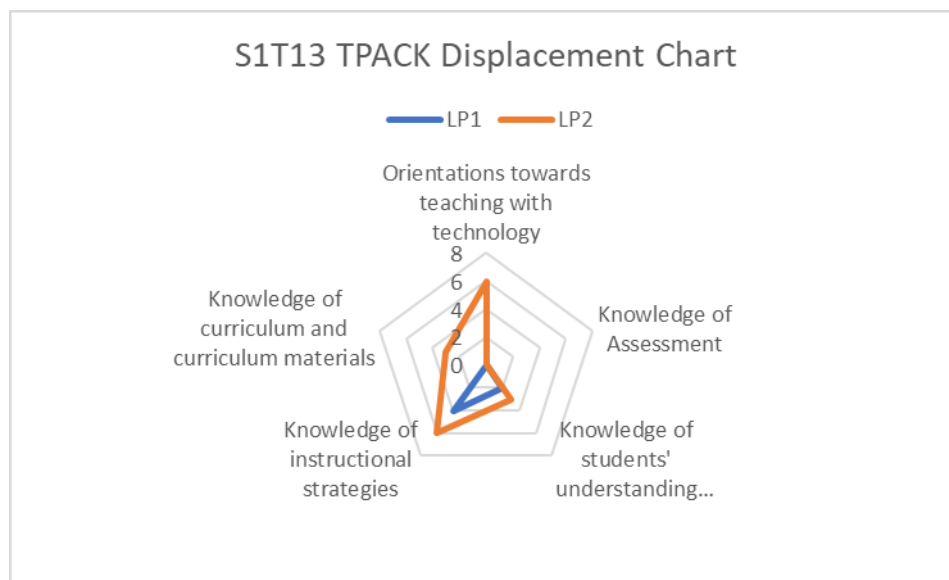 S1T13 TPACK Displacement Chart
LP1 LP2
Orientations towards
teaching with
technology
8
6
4
2
0
Knowledge of
Assessment
Knowledge of
students'
understanding...
Knowledge of
instructional
strategies
Knowledge of
curriculum and
curriculum materials